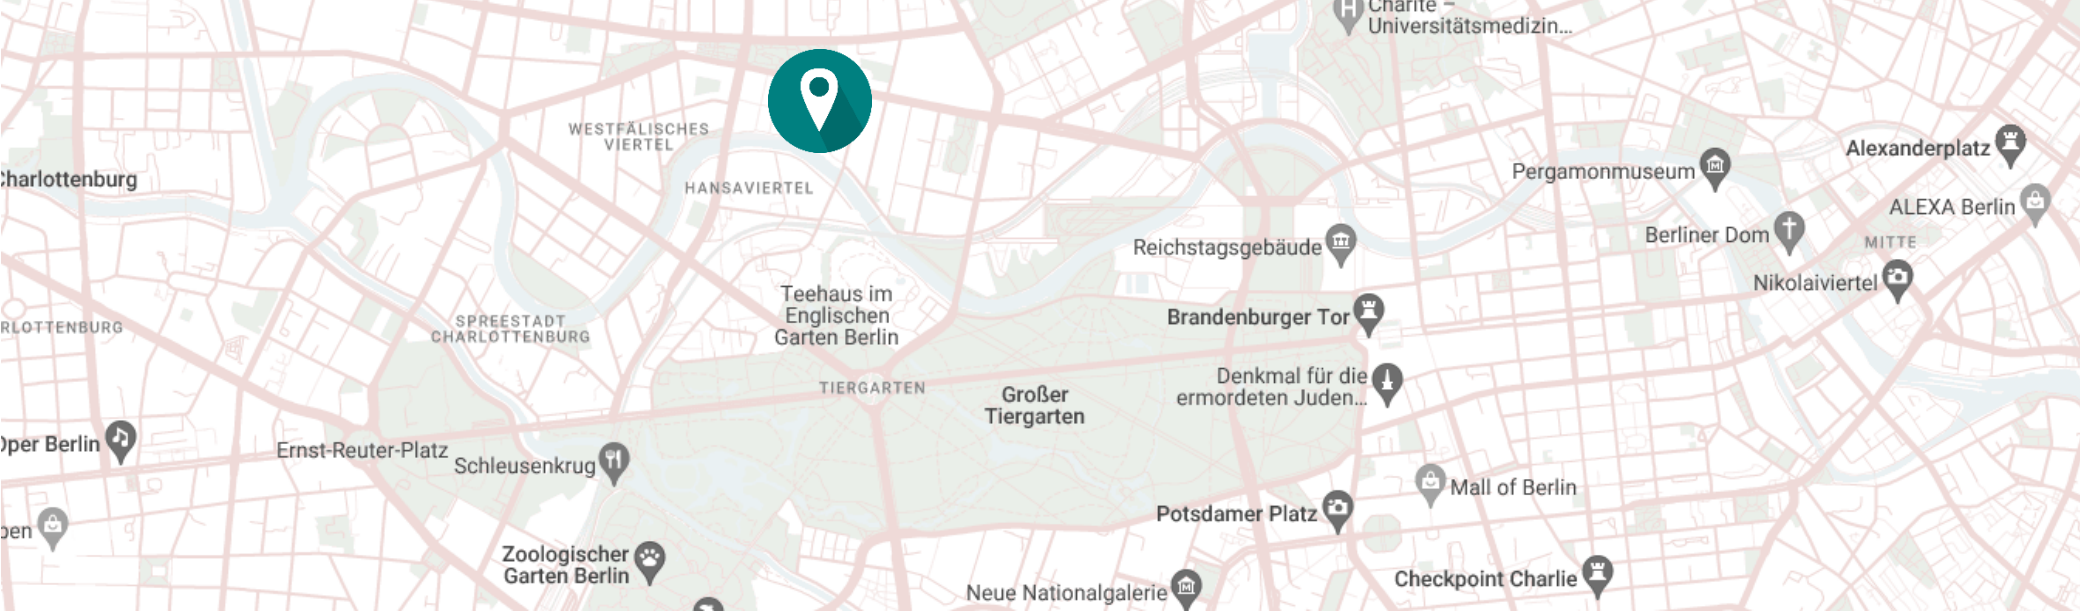 Charité –
Universitätsmedizin...
WESTFÄLISCHES
VIERTEL
Alexanderplatz
Pergamonmuseum
Charlottenburg
HANSAVIERTEL
ALEXA Berlin
Berliner Dom
MITTE
Reichstagsgebäude
Nikolaiviertel
Teehaus im
Englischen
Garten Berlin
Brandenburger Tor
SPREESTADT
CHARLOTTENBURG
RLOTTENBURG
Denkmal für die
ermordeten Juden...
TIERGARTEN
Großer
Tiergarten
Oper Berlin
Ernst-Reuter-Platz
Schleusenkrug
Mall of Berlin
Potsdamer Platz
pen
Zoologischer
Garten Berlin
Checkpoint Charlie
Neue Nationalgalerie